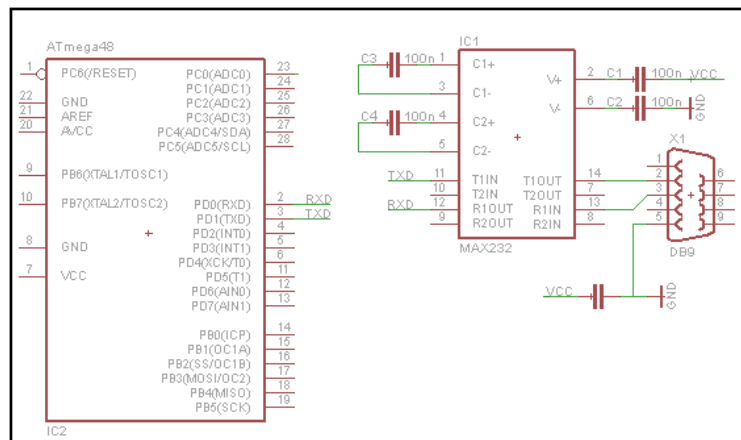 ATmega48
1 PC6(/RESET) PC0(ADC0) 23
PC1(ADC1) 24
22 GND PC2(ADC2) 25
21 AREF PC3(ADC3) 26
20 AVCC PC4(ADC4/SDA) 27
PC5(ADC5/SCL) 28
9 PB6(XTAL1/TOSC1)
10 PB7(XTAL2/TOSC2) PD0(RXD) 2 RXD
PD1(TXD) 3 TXD
PD2(INT0) 4
8 GND PD3(INT1) 5
PD4(XCK/T0) 6
7 VCC PD5(T1) 11
PD6(AIN0) 12
PD7(AIN1) 13
PB0(ICP) 14
PB1(OC1A) 15
PB2(SS/OC1B) 16
PB3(MOSI/OC2) 17
PB4(MISO) 18
PB5(SCK) 19
IC2
IC1
C3 100n 1 C1+
3 C1-
C4 100n 4 C2+
5 C2-
V+ 2 C1 100n VCC
V- 6 C2 100n GND
TXD 11 T1IN T1OUT 14
10 T2IN T2OUT 7
RXD 12 R1OUT R1IN 13
9 R2OUT R2IN 8
MAX232
X1
1
2 6
3 7
4 8
5 9
DB9
VCC GND